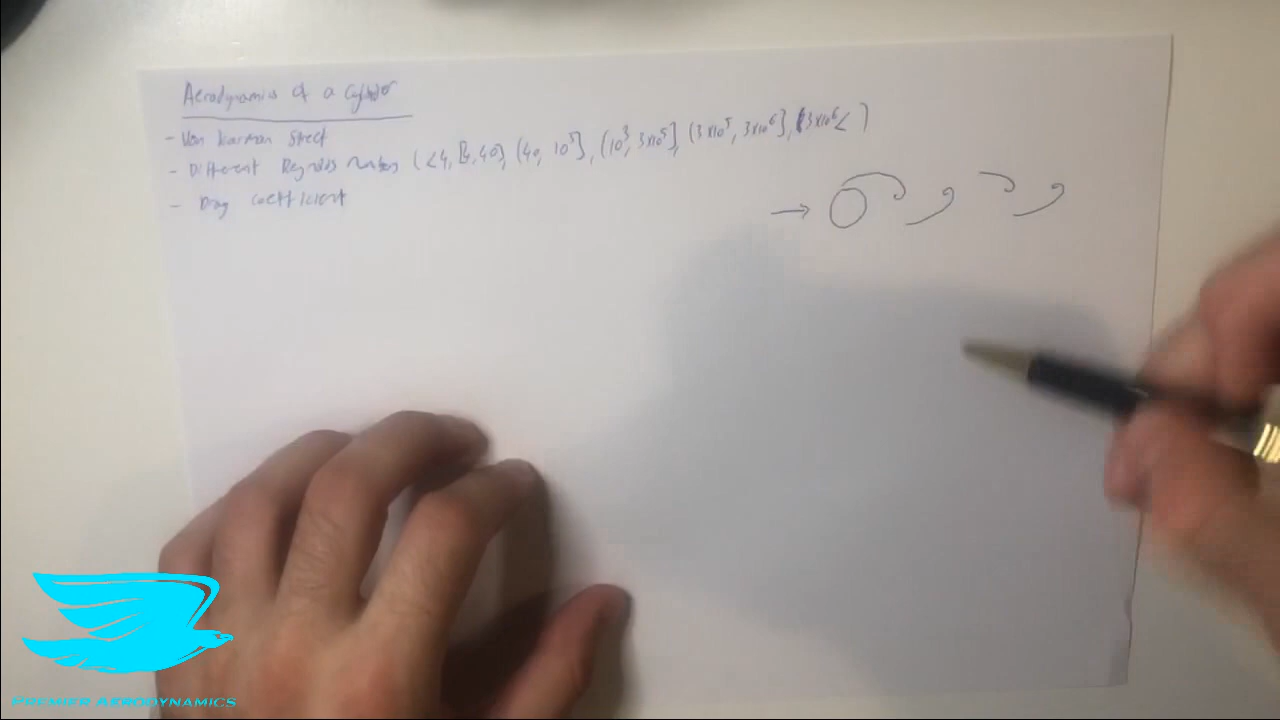 Aerodynamics of a Cylinder
- Von Karman Street
- Different Reynolds numbers (<4, [4,40], (40, 10³], (10³, 3x10⁵], (3x10⁵, 3x10⁶], (3x10⁶<)
- Drag coefficient
PREMIER AERODYNAMICS